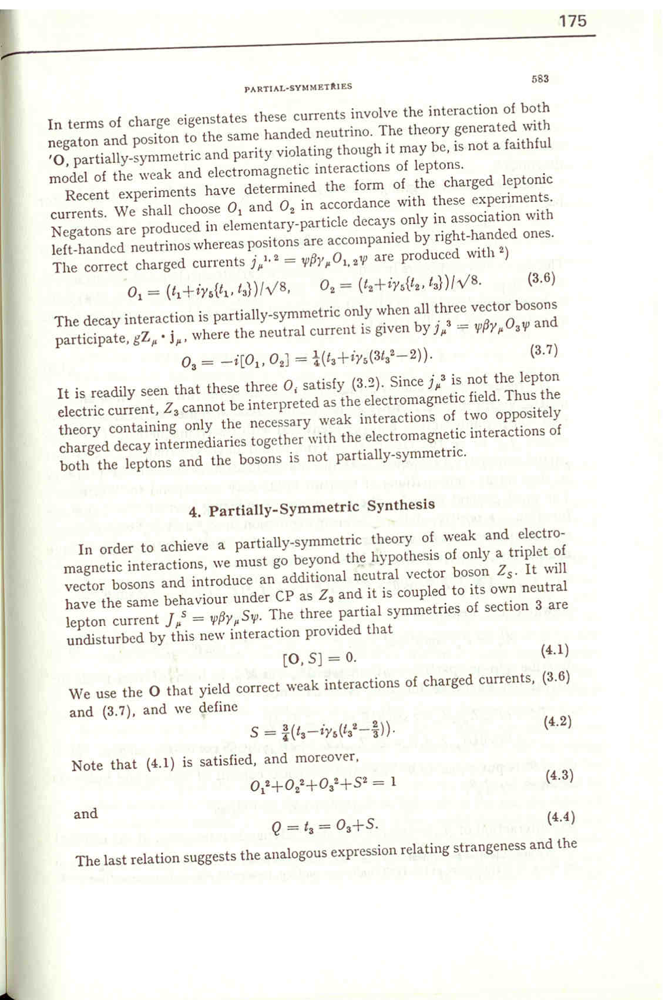 175
PARTIAL-SYMMETRIES
583
In terms of charge eigenstates these currents involve the interaction of both
negaton and positon to the same handed neutrino. The theory generated with
′O, partially-symmetric and parity violating though it may be, is not a faithful
model of the weak and electromagnetic interactions of leptons.
Recent experiments have determined the form of the charged leptonic
currents. We shall choose O₁ and O₂ in accordance with these experiments.
Negatons are produced in elementary-particle decays only in association with
left-handed neutrinos whereas positons are accompanied by right-handed ones.
The correct charged currents j_μ^{1, 2} = ψβγ_μO_{1, 2}ψ are produced with ²)
O₁ = (t₁+iγ₅{t₁, t₃})/√8, O₂ = (t₂+iγ₅{t₂, t₃})/√8. (3.6)
The decay interaction is partially-symmetric only when all three vector bosons
participate, gZ_μ · j_μ, where the neutral current is given by j_μ³ = ψβγ_μO₃ψ and
O₃ = −i[O₁, O₂] = ¼(t₃+iγ₅(3t₃²−2)). (3.7)
It is readily seen that these three O_i satisfy (3.2). Since j_μ³ is not the lepton
electric current, Z₃ cannot be interpreted as the electromagnetic field. Thus the
theory containing only the necessary weak interactions of two oppositely
charged decay intermediaries together with the electromagnetic interactions of
both the leptons and the bosons is not partially-symmetric.
4. Partially-Symmetric Synthesis
In order to achieve a partially-symmetric theory of weak and electro-
magnetic interactions, we must go beyond the hypothesis of only a triplet of
vector bosons and introduce an additional neutral vector boson Z_S. It will
have the same behaviour under CP as Z₃ and it is coupled to its own neutral
lepton current J_μ^S = ψβγ_μSψ. The three partial symmetries of section 3 are
undisturbed by this new interaction provided that
[O, S] = 0. (4.1)
We use the O that yield correct weak interactions of charged currents, (3.6)
and (3.7), and we define
S = ¾(t₃−iγ₅(t₃²−⅔)). (4.2)
Note that (4.1) is satisfied, and moreover,
O₁²+O₂²+O₃²+S² = 1 (4.3)
and
Q = t₃ = O₃+S. (4.4)
The last relation suggests the analogous expression relating strangeness and the